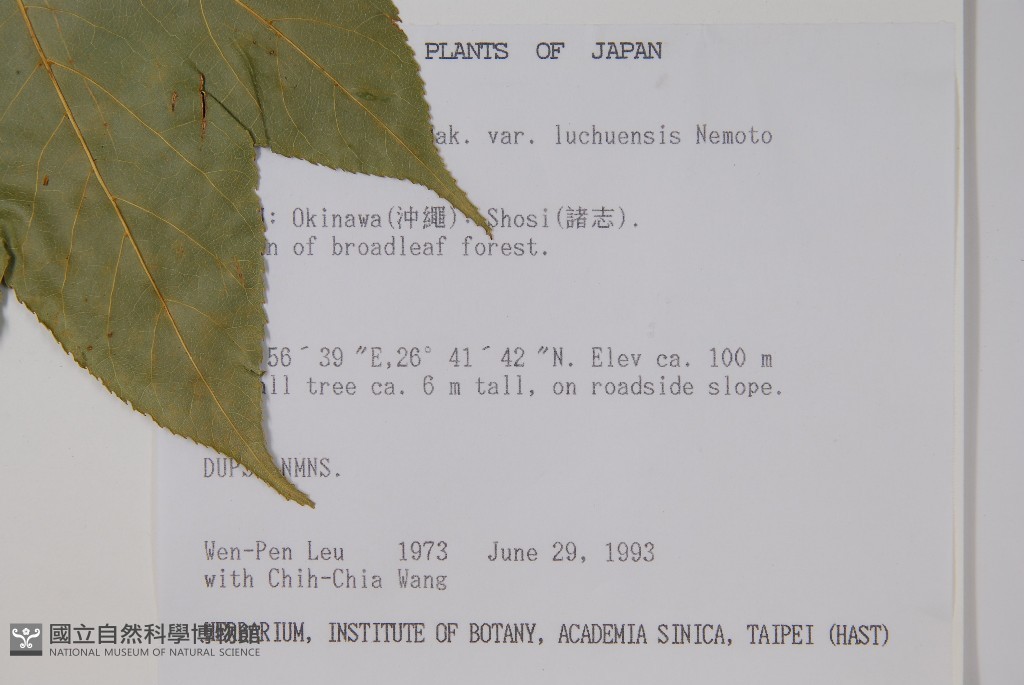 PLANTS OF JAPAN
ak. var. luchuensis Nemoto
: Okinawa(沖繩): Shosi(諸志).
n of broadleaf forest.
56´39 ″E,26° 41´42 ″N. Elev ca. 100 m
ll tree ca. 6 m tall, on roadside slope.
DUPS NMNS.
Wen-Pen Leu 1973 June 29, 1993
with Chih-Chia Wang
HERBARIUM, INSTITUTE OF BOTANY, ACADEMIA SINICA, TAIPEI (HAST)
國立自然科學博物館
NATIONAL MUSEUM OF NATURAL SCIENCE